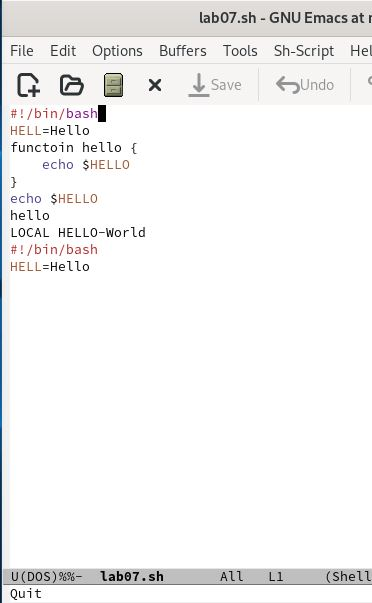 lab07.sh - GNU Emacs at
File Edit Options Buffers Tools Sh-Script
Save Undo
#!/bin/bash
HELL=Hello
functoin hello {
    echo $HELLO
}
echo $HELLO
hello
LOCAL HELLO-World
#!/bin/bash
HELL=Hello
U(DOS)%%- lab07.sh All L1 (Shell
Quit